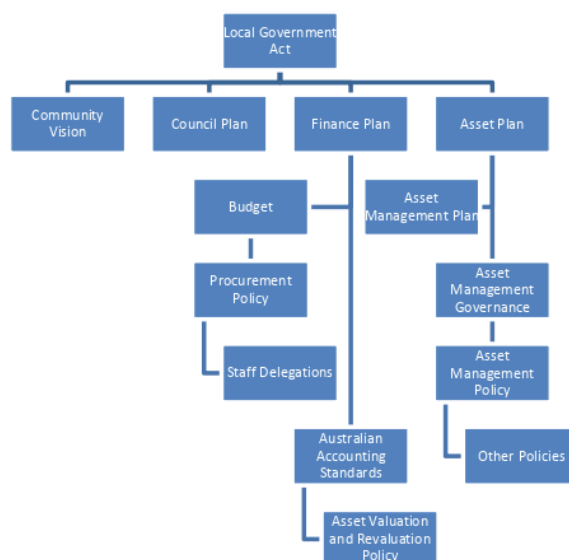 Local Government
Act
Community
Vision
Council Plan
Finance Plan
Asset Plan
Budget
Asset
Management Plan
Procurement
Policy
Asset
Management
Governance
Staff Delegations
Asset
Management
Policy
Australian
Accounting
Standards
Other Policies
Asset Valuation
and Revaluation
Policy